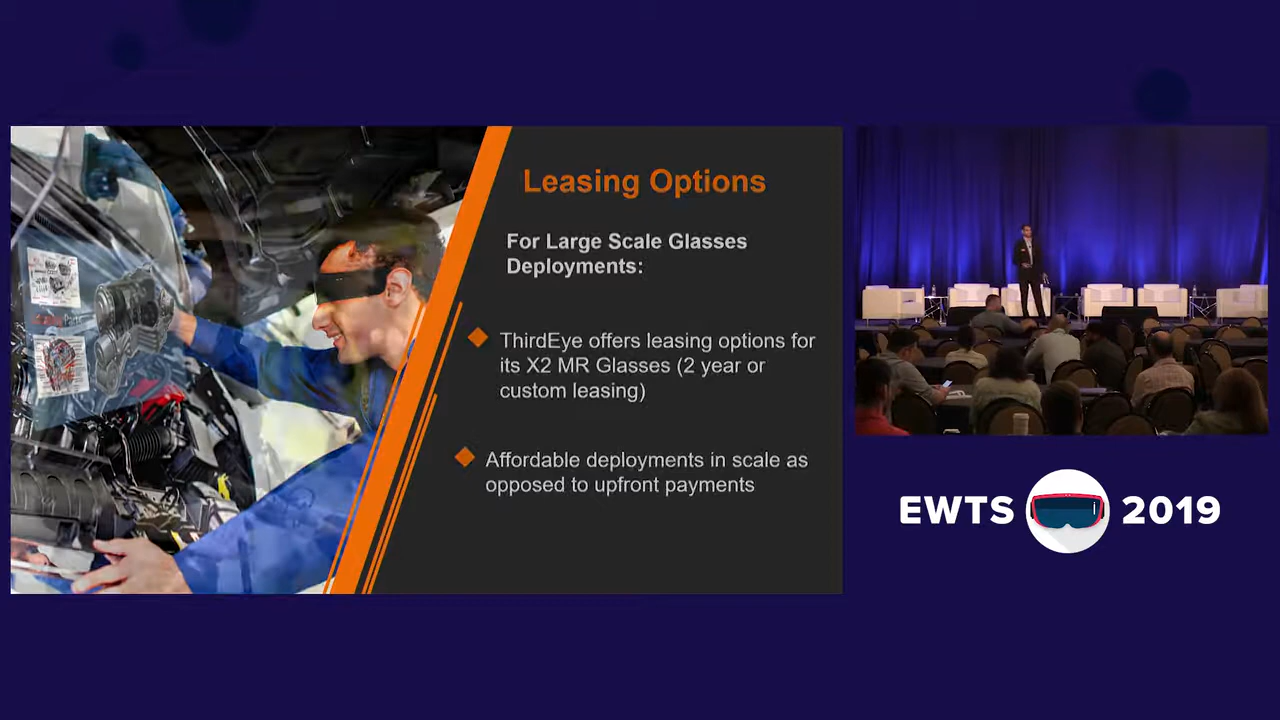 Leasing Options
For Large Scale Glasses
Deployments:
ThirdEye offers leasing options for
its X2 MR Glasses (2 year or
custom leasing)
Affordable deployments in scale as
opposed to upfront payments
EWTS 2019